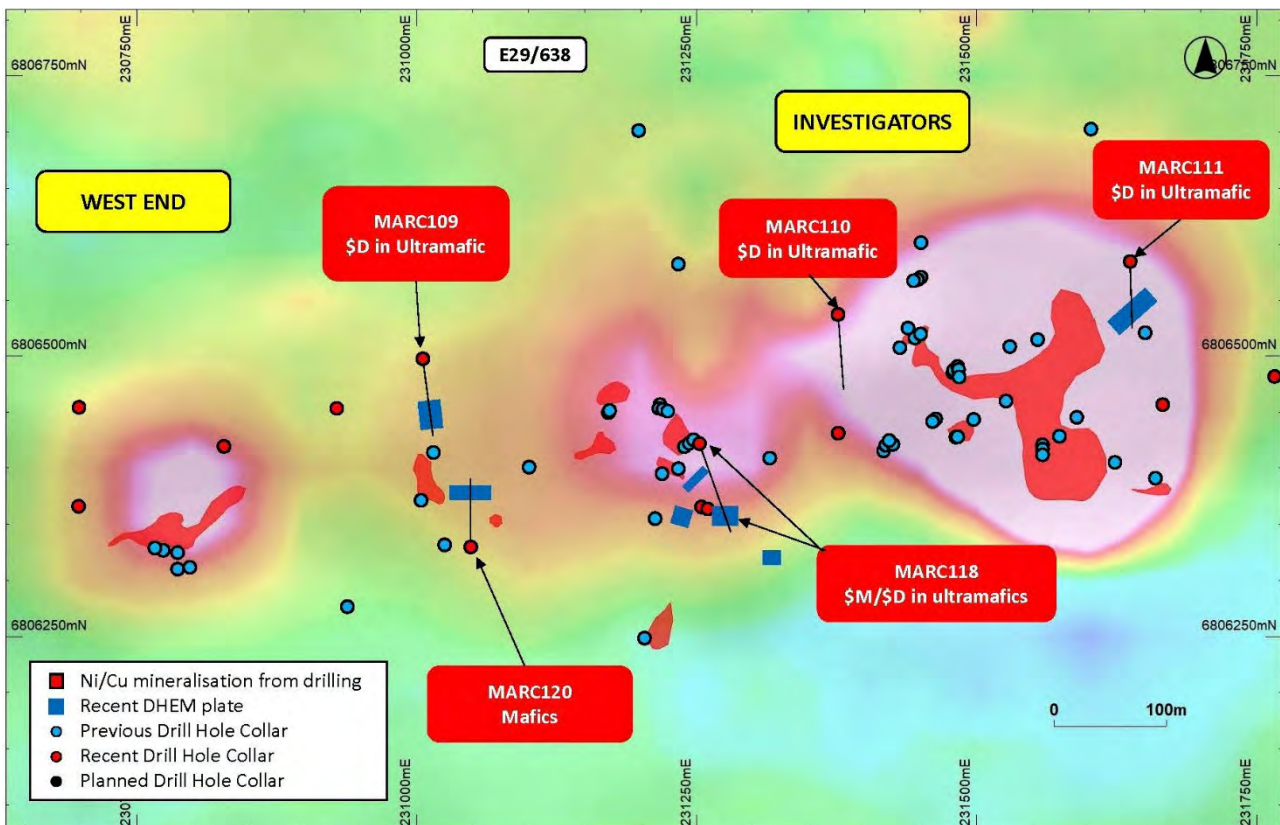 230750mE
231000mE
231250mE
231500mE
231750mE
E29/638
6806750mN
6806750mN
INVESTIGATORS
WEST END
MARC111
$D in Ultramafic
MARC109
$D in Ultramafic
MARC110
$D in Ultramafic
6806500mN
6806500mN
MARC118
$M/$D in ultramafics
6806250mN
6806250mN
MARC120
Mafics
Ni/Cu mineralisation from drilling
Recent DHEM plate
Previous Drill Hole Collar
Recent Drill Hole Collar
Planned Drill Hole Collar
0 100m
231000mE
231250mE
231500mE
231750mE